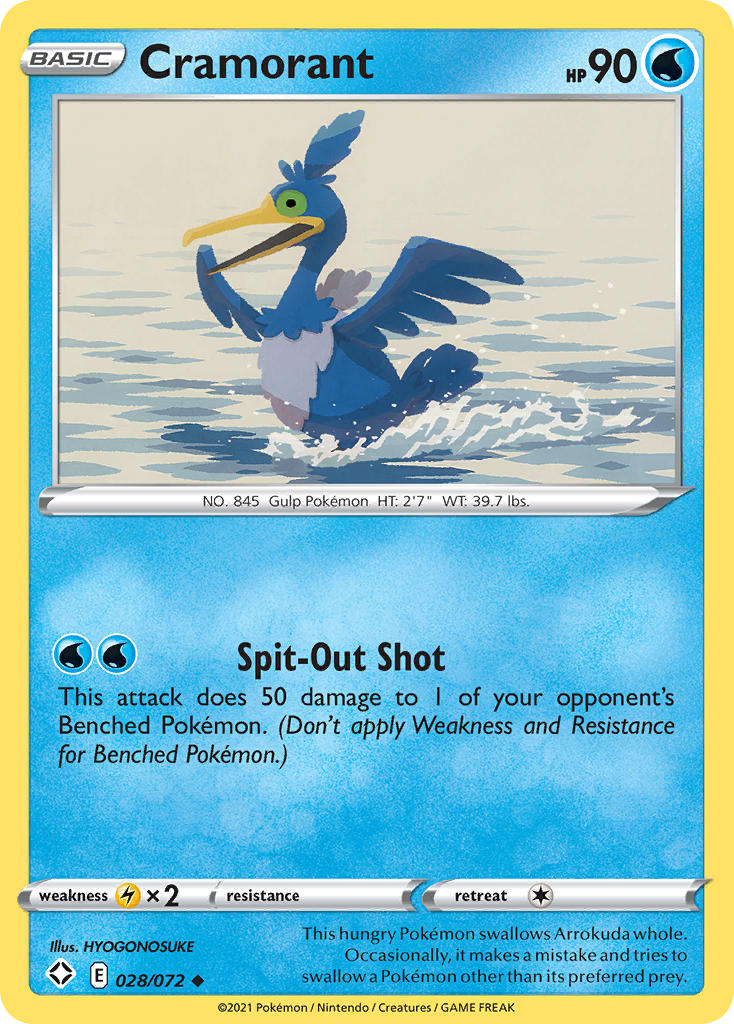 BASIC Cramorant HP 90
NO. 845 Gulp Pokémon HT: 2'7" WT: 39.7 lbs.
Spit-Out Shot
This attack does 50 damage to 1 of your opponent's
Benched Pokémon. (Don't apply Weakness and Resistance
for Benched Pokémon.)
weakness ×2 resistance retreat
Illus. HYOGONOSUKE
E 028/072
This hungry Pokémon swallows Arrokuda whole.
Occasionally, it makes a mistake and tries to
swallow a Pokémon other than its preferred prey.
©2021 Pokémon / Nintendo / Creatures / GAME FREAK